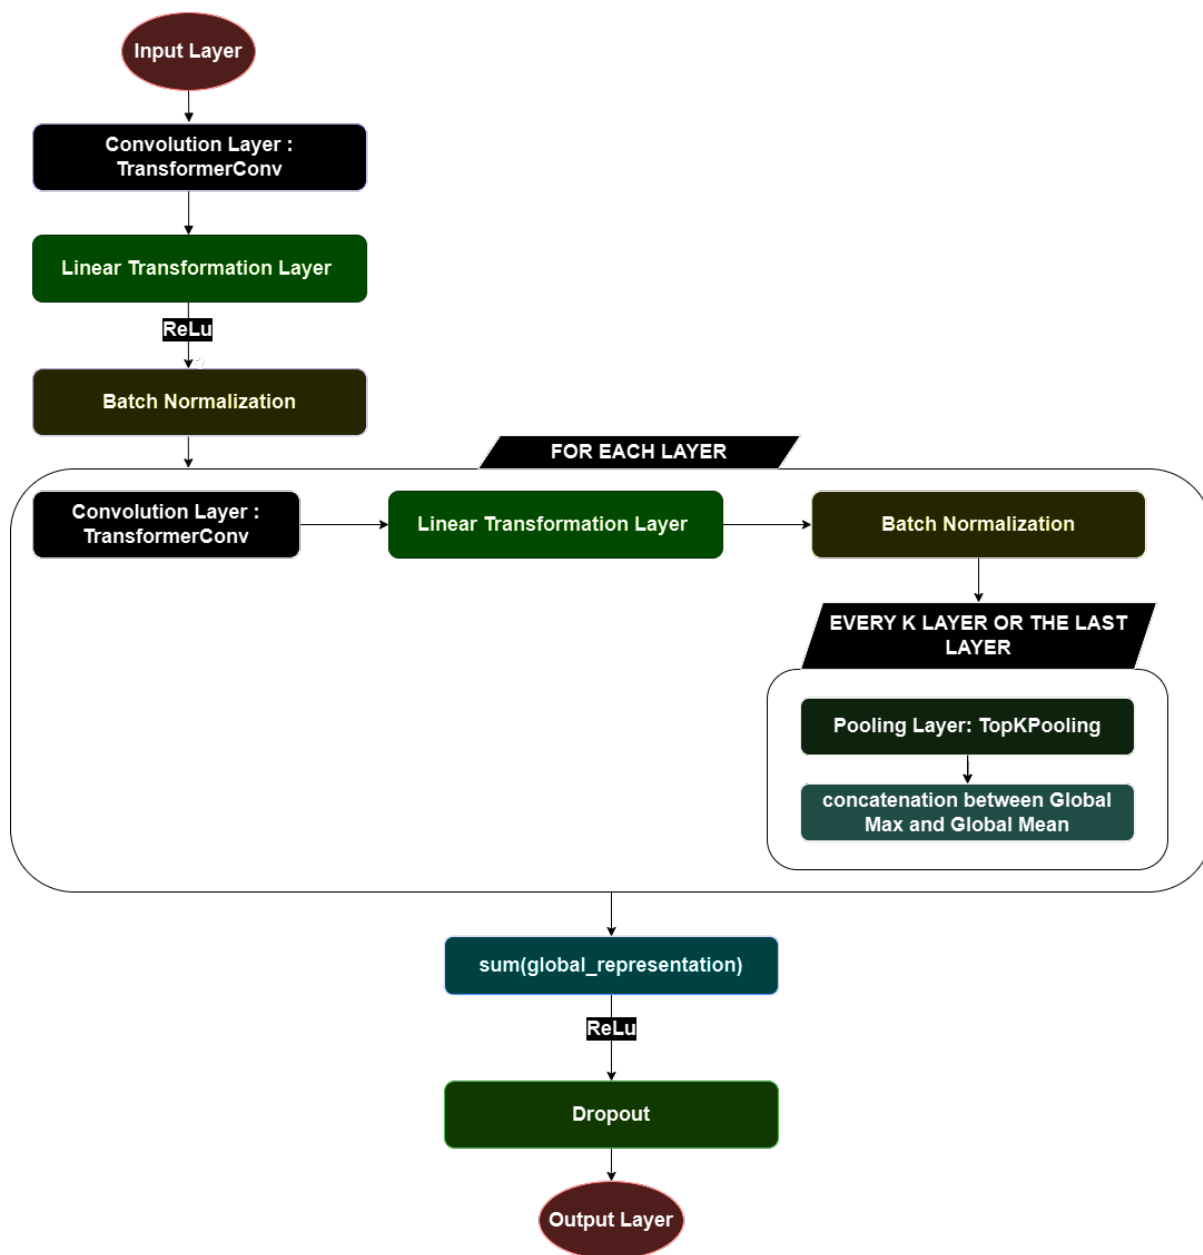 Input Layer
Convolution Layer :
TransformerConv
Linear Transformation Layer
ReLu
Batch Normalization
FOR EACH LAYER
Convolution Layer :
TransformerConv
Linear Transformation Layer
Batch Normalization
EVERY K LAYER OR THE LAST
LAYER
Pooling Layer: TopKPooling
concatenation between Global
Max and Global Mean
sum(global_representation)
ReLu
Dropout
Output Layer